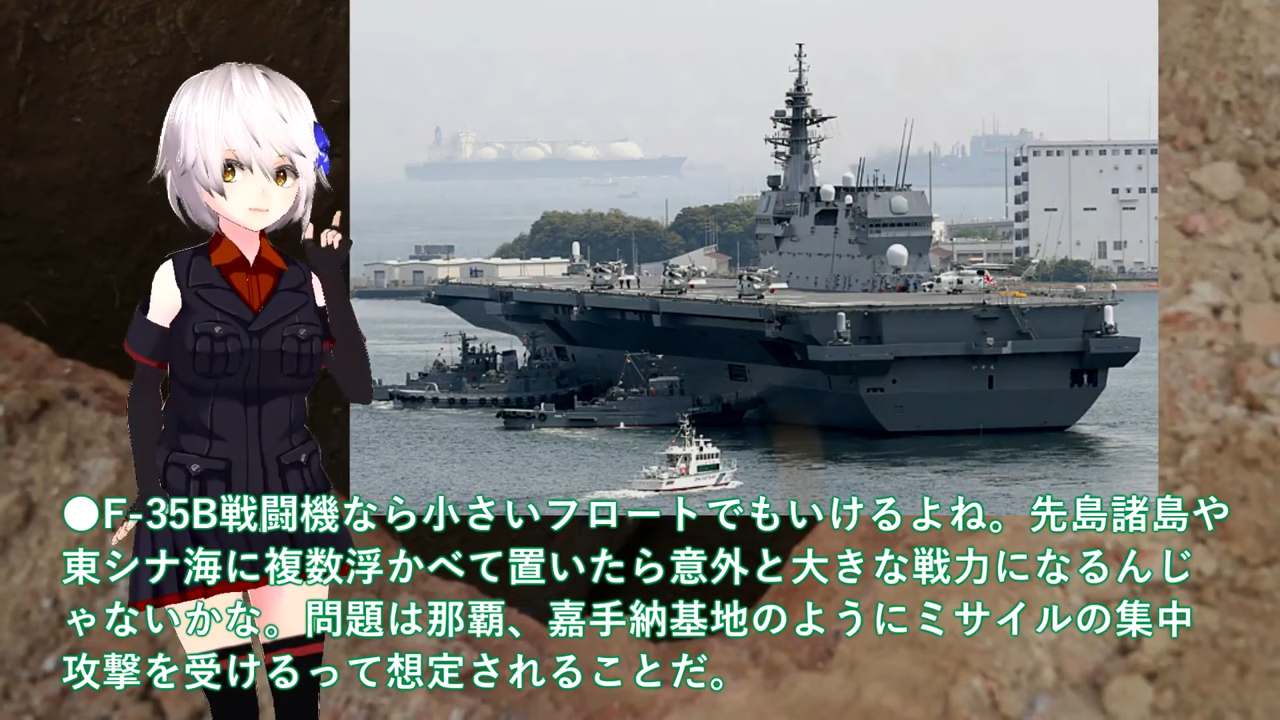 ●F-35B戦闘機なら小さいフロートでもいけるよね。先島諸島や
東シナ海に複数浮かべて置いたら意外と大きな戦力になるんじ
ゃないかな。問題は那覇、嘉手納基地のようにミサイルの集中
攻撃を受けるって想定されることだ。